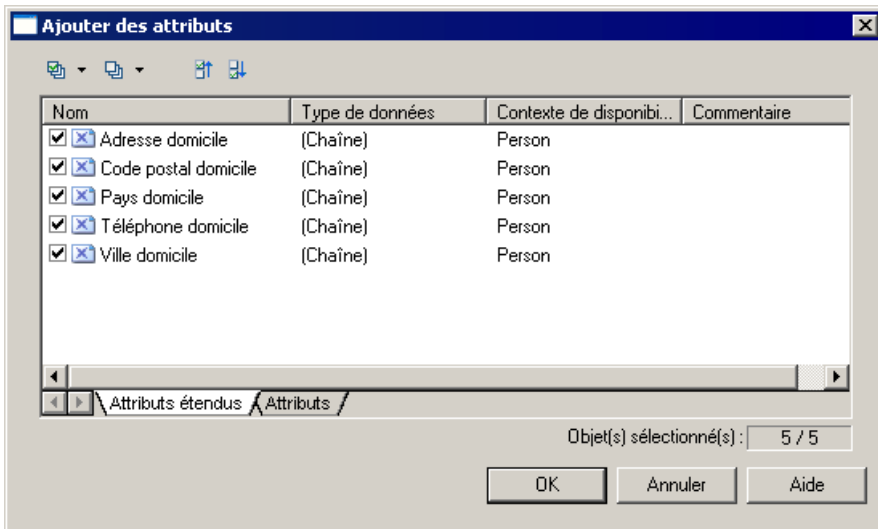 Ajouter des attributs
Nom Type de données Contexte de disponibi... Commentaire
Adresse domicile (Chaîne) Person
Code postal domicile (Chaîne) Person
Pays domicile (Chaîne) Person
Téléphone domicile (Chaîne) Person
Ville domicile (Chaîne) Person
Attributs étendus Attributs
Objet(s) sélectionné(s) : 5 / 5
OK Annuler Aide